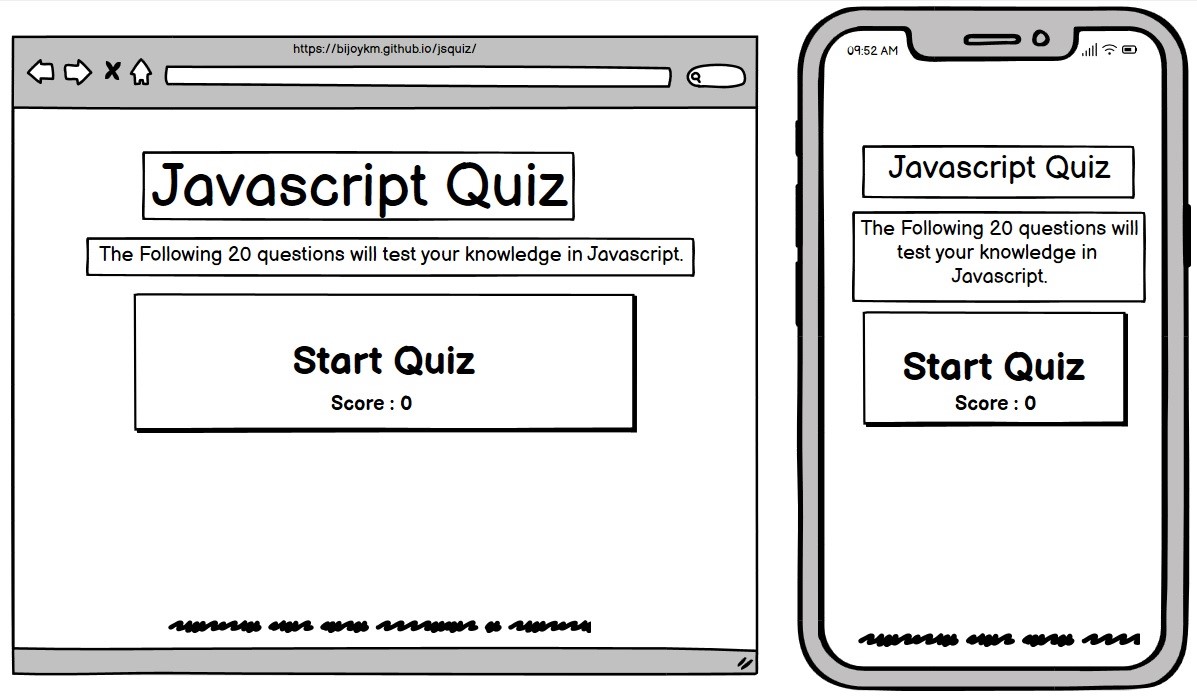 https://bijoykm.github.io/jsquiz/
Javascript Quiz
The Following 20 questions will test your knowledge in Javascript.
Start Quiz
Score : 0
09:52 AM
Javascript Quiz
The Following 20 questions will
test your knowledge in
Javascript.
Start Quiz
Score : 0